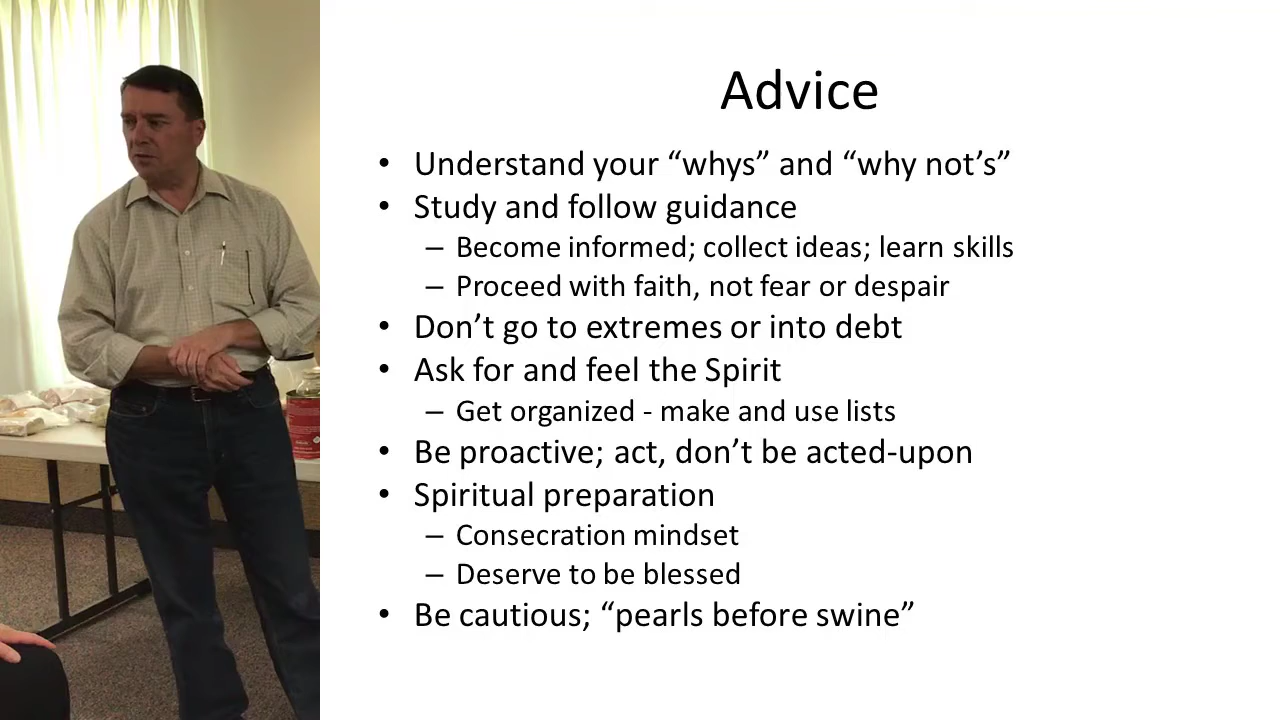 Advice
• Understand your “whys” and “why not’s”
• Study and follow guidance
– Become informed; collect ideas; learn skills
– Proceed with faith, not fear or despair
• Don’t go to extremes or into debt
• Ask for and feel the Spirit
– Get organized - make and use lists
• Be proactive; act, don’t be acted-upon
• Spiritual preparation
– Consecration mindset
– Deserve to be blessed
• Be cautious; “pearls before swine”